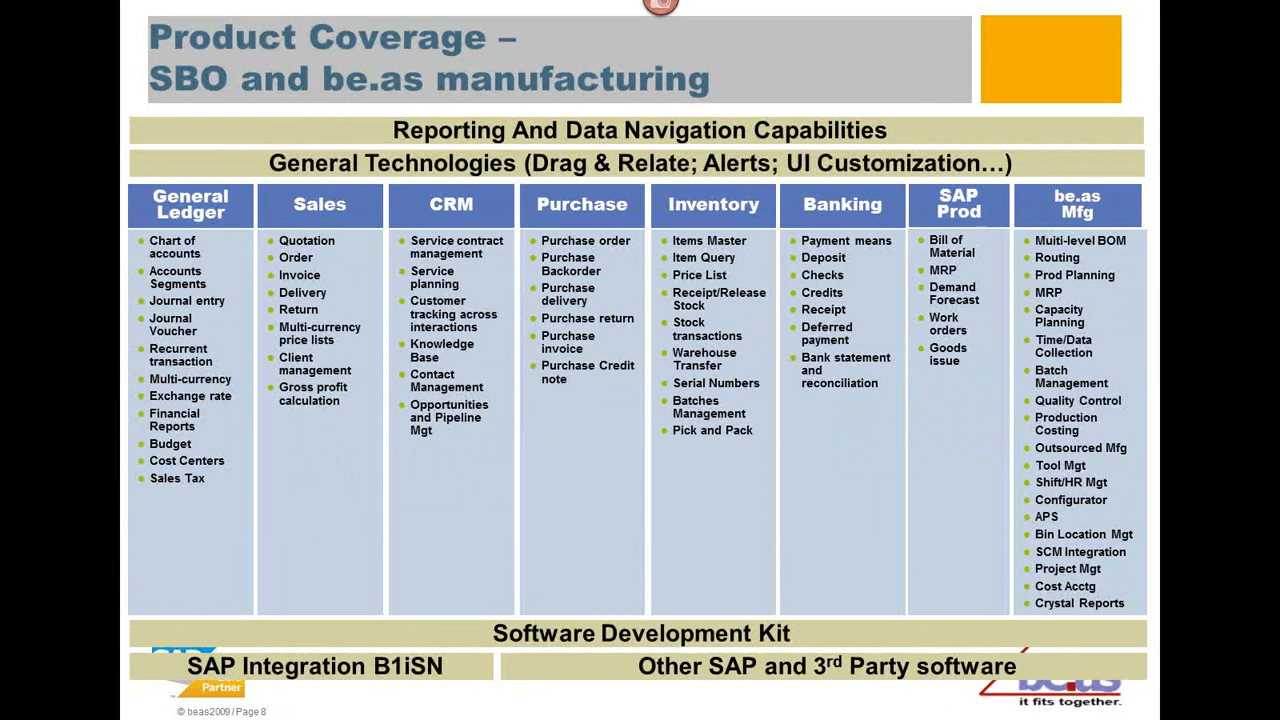 Product Coverage –
SBO and be.as manufacturing
Reporting And Data Navigation Capabilities
General Technologies (Drag & Relate; Alerts; UI Customization…)
General
Ledger
Chart of
accounts
Accounts
Segments
Journal entry
Journal
Voucher
Recurrent
transaction
Multi-currency
Exchange rate
Financial
Reports
Budget
Cost Centers
Sales Tax
Sales
Quotation
Order
Invoice
Delivery
Return
Multi-currency
price lists
Client
management
Gross profit
calculation
CRM
Service contract
management
Service
planning
Customer
tracking across
interactions
Knowledge
Base
Contact
Management
Opportunities
and Pipeline
Mgt
Purchase
Purchase order
Purchase
Backorder
Purchase
delivery
Purchase return
Purchase
invoice
Purchase Credit
note
Inventory
Items Master
Item Query
Price List
Receipt/Release
Stock
Stock
transactions
Warehouse
Transfer
Serial Numbers
Batches
Management
Pick and Pack
Banking
Payment means
Deposit
Checks
Credits
Receipt
Deferred
payment
Bank statement
and
reconciliation
SAP
Prod
Bill of
Material
MRP
Demand
Forecast
Work
orders
Goods
issue
be.as
Mfg
Muiti-level BOM
Routing
Prod Planning
MRP
Capacity
Planning
Time/Data
Collection
Batch
Management
Quality Control
Production
Costing
Outsourced Mfg
Tool Mgt
Shift/HR Mgt
Configurator
APS
Bin Location Mgt
SCM Integration
Project Mgt
Cost Acctg
Crystal Reports
Software Development Kit
SAP Integration B1iSN
Other SAP and 3rd Party software
Partner
be.as
it fits together.
© beas2009 / Page 8